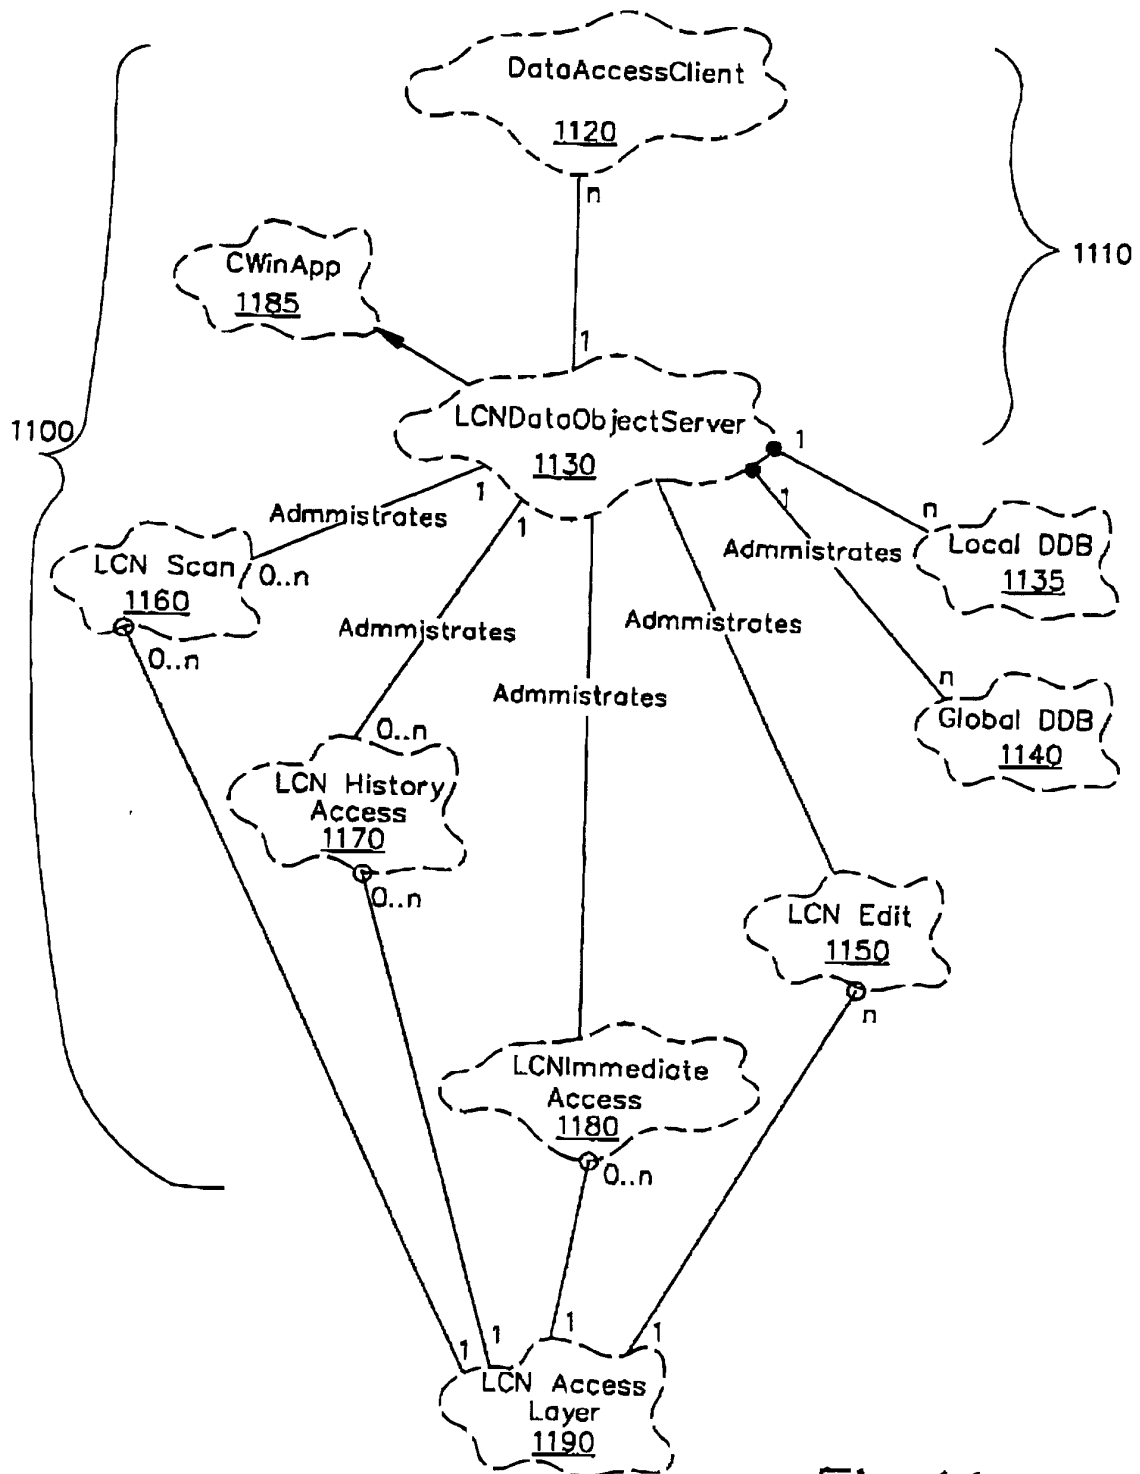 DataAccessClient
1120
n
CWinApp
1185
1110
1
LCNDataObjectServer
1130
1100
1
1
1
1
n
Admmistrates
Local DDB
1135
Admmistrates
LCN Scan
1160
0..n
0..n
Admmistrates
Admmistrates
n
Global DDB
1140
Admmistrates
0..n
LCN History
Access
1170
0..n
LCN Edit
1150
n
LCNImmediate
Access
1180
0..n
1
1
1
1
LCN Access
Layer
1190